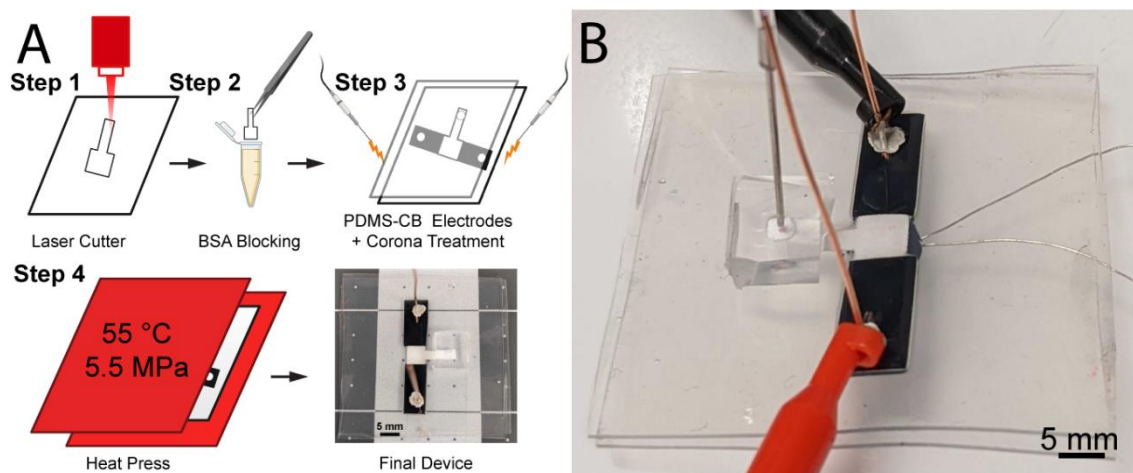 A
B
Step 1
Step 2
Step 3
Laser Cutter
BSA Blocking
PDMS-CB Electrodes
+ Corona Treatment
Step 4
55 °C
5.5 MPa
5 mm
Heat Press
Final Device
5 mm